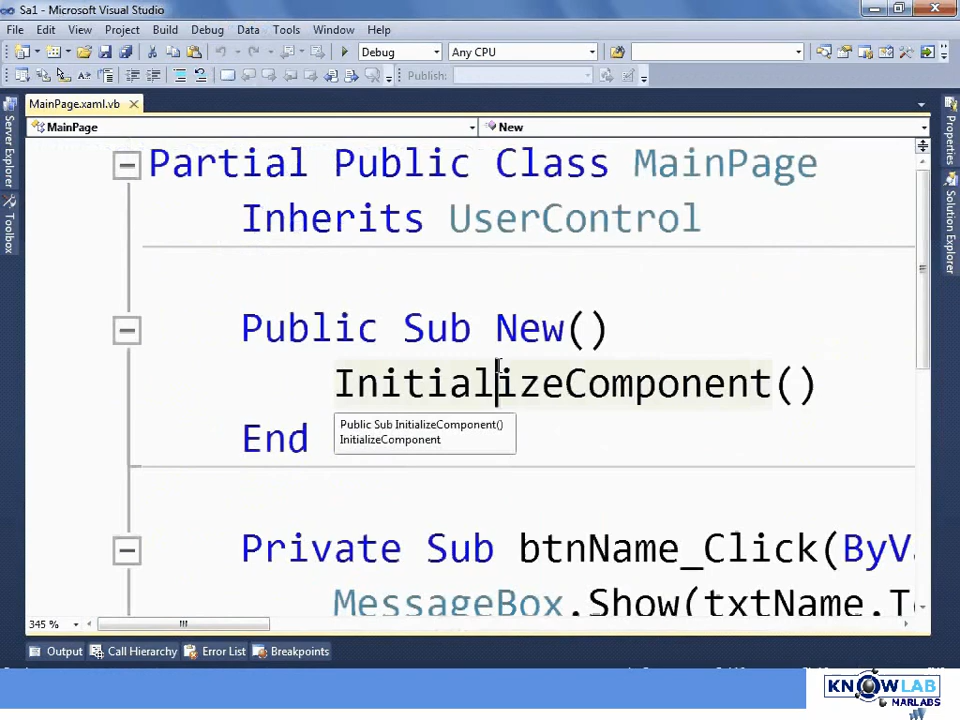 Sa1 - Microsoft Visual Studio
File Edit View Project Build Debug Data Tools Window Help
Debug Any CPU
Publish:
MainPage.xaml.vb
MainPage New
Server Explorer
Toolbox
Properties
Solution Explorer
Partial Public Class MainPage
Inherits UserControl
Public Sub New()
InitializeComponent()
Public Sub InitializeComponent()
InitializeComponent
End
Private Sub btnName_Click(ByVa
MessageBox.Show(txtName.Te
345 %
Output Call Hierarchy Error List Breakpoints
KNOWLAB
MARLABS